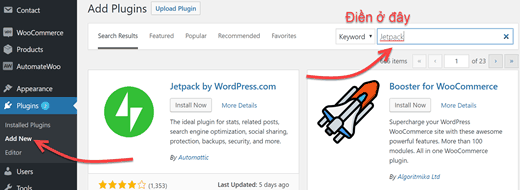 Contact
WooCommerce
Products
AutomateWoo
Appearance
Plugins
Installed Plugins
Add New
Editor
Users
Tools
Add Plugins
Upload Plugin
Điền ở đây
Search Results
Featured
Popular
Recommended
Favorites
Keyword
Jetpack
items
«
‹
1
of 23
›
»
Jetpack by WordPress.com
Install Now
More Details
The ideal plugin for stats, related posts,
search engine optimization, social sharing,
protection, backups, security, and more.
By Automattic
(1,353)
Last Updated: 5 days ago
Booster for WooCommerce
Install Now
More Details
Supercharge your WordPress
WooCommerce site with these awesome
powerful features. More than 100
modules. All in one WooCommerce
plugin.
By Algoritmika Ltd